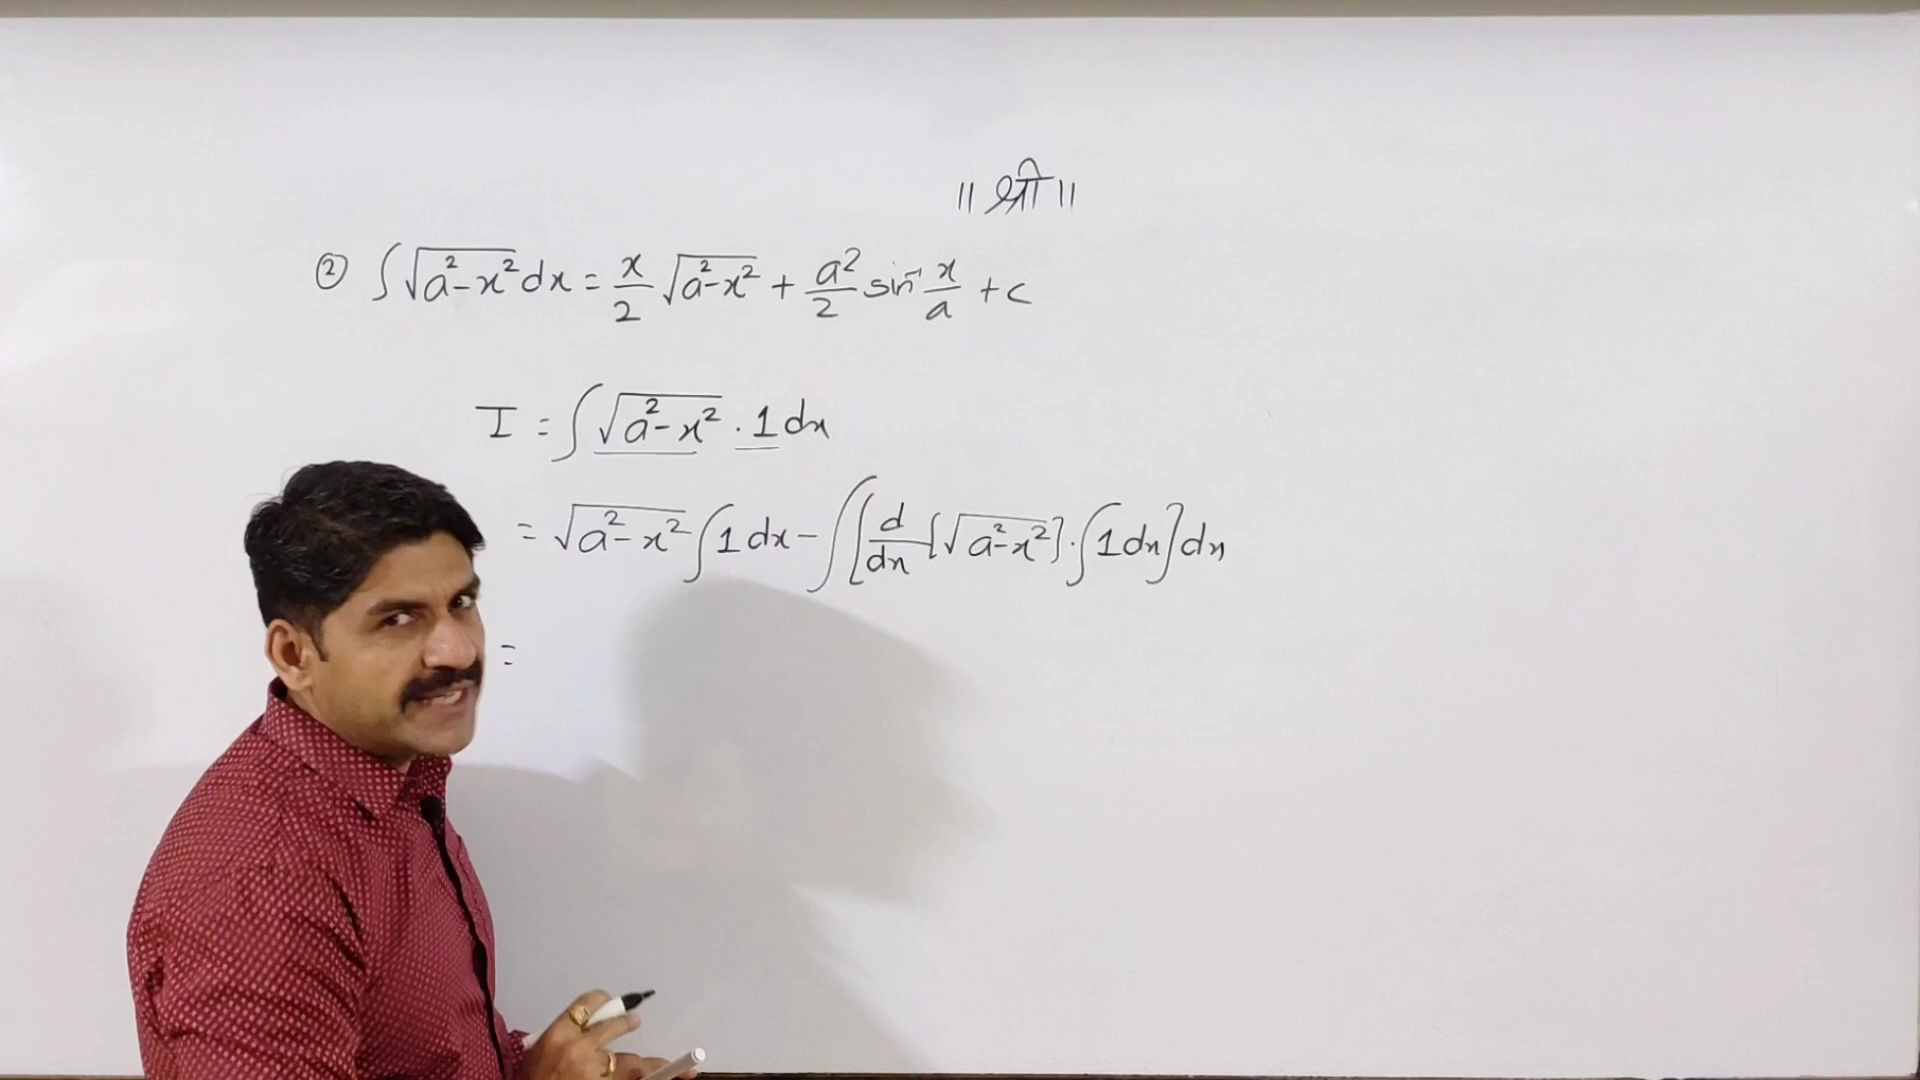 ॥ श्री ॥
② ∫√(a²-x²) dx = x/2 √(a²-x²) + a²/2 sin⁻¹ x/a + c
I = ∫√(a²-x²) . 1 dx
= √(a²-x²) ∫1 dx - ∫[d/dx {√(a²-x²)} . ∫1 dx] dx
=